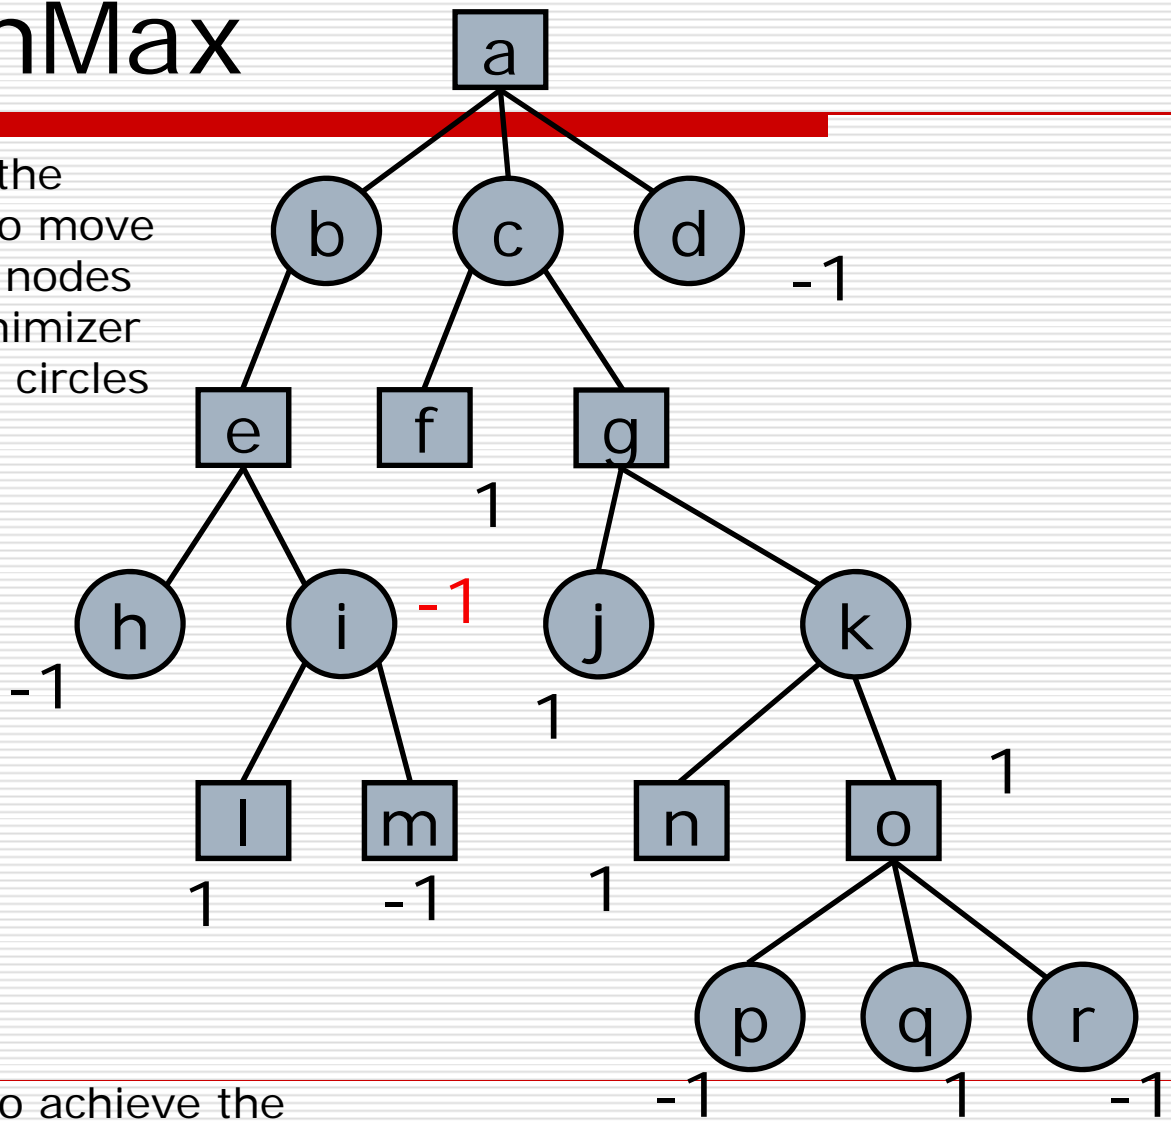 nMax
a
the
o move
nodes
nimizer
circles
b c d
-1
e f g
1
h i -1 j k
-1
1
1
l m n o
1 -1 1
p q r
-1 1 -1
o achieve the